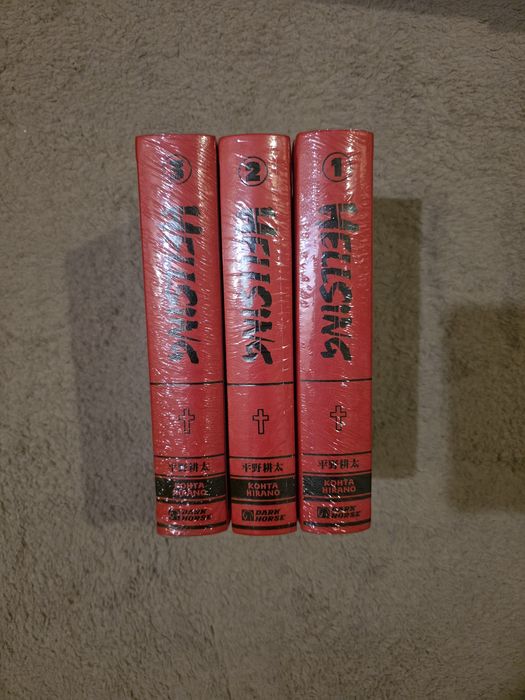 3
HELLSING
平野耕太
KOHTA
HIRANO
DARK
HORSE
2
HELLSING
平野耕太
KOHTA
HIRANO
DARK
HORSE
1
HELLSING
平野耕太
KOHTA
HIRANO
DARK
HORSE